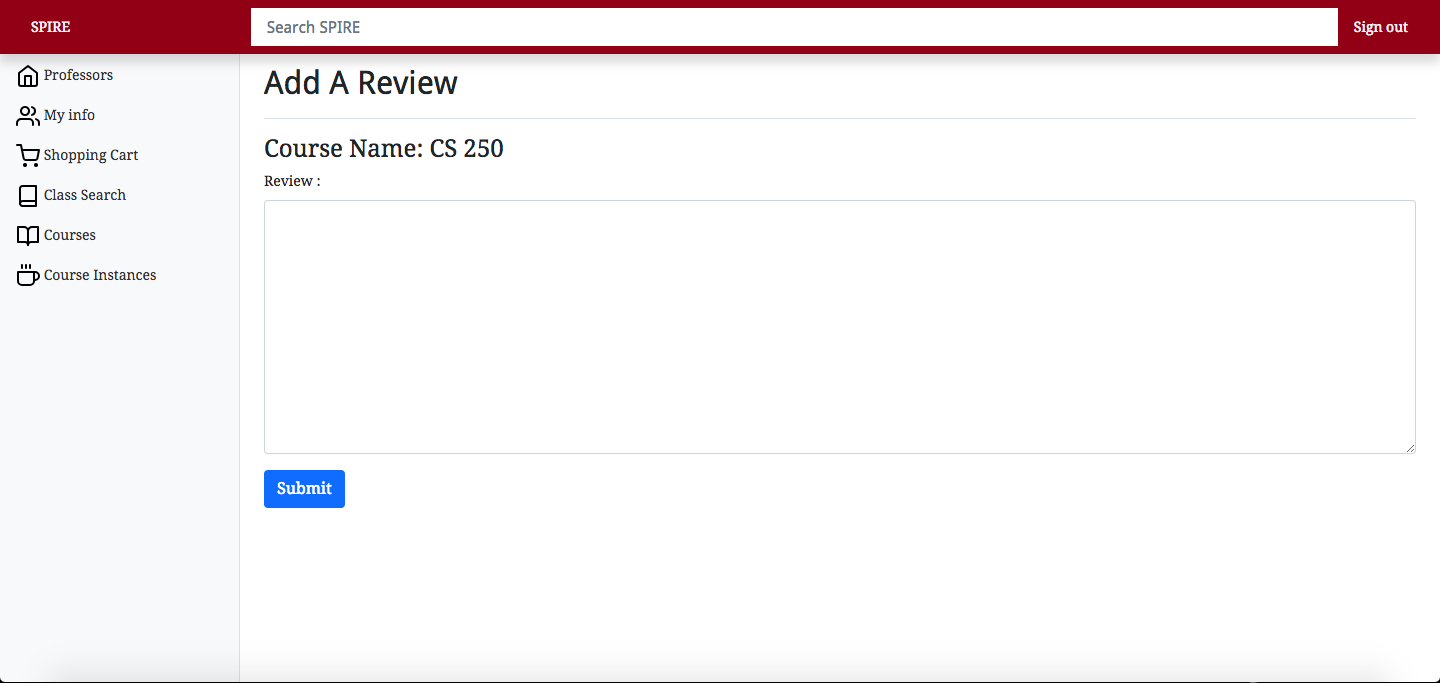 SPIRE
Search SPIRE
Sign out
Professors
My info
Shopping Cart
Class Search
Courses
Course Instances
Add A Review
Course Name: CS 250
Review :
Submit